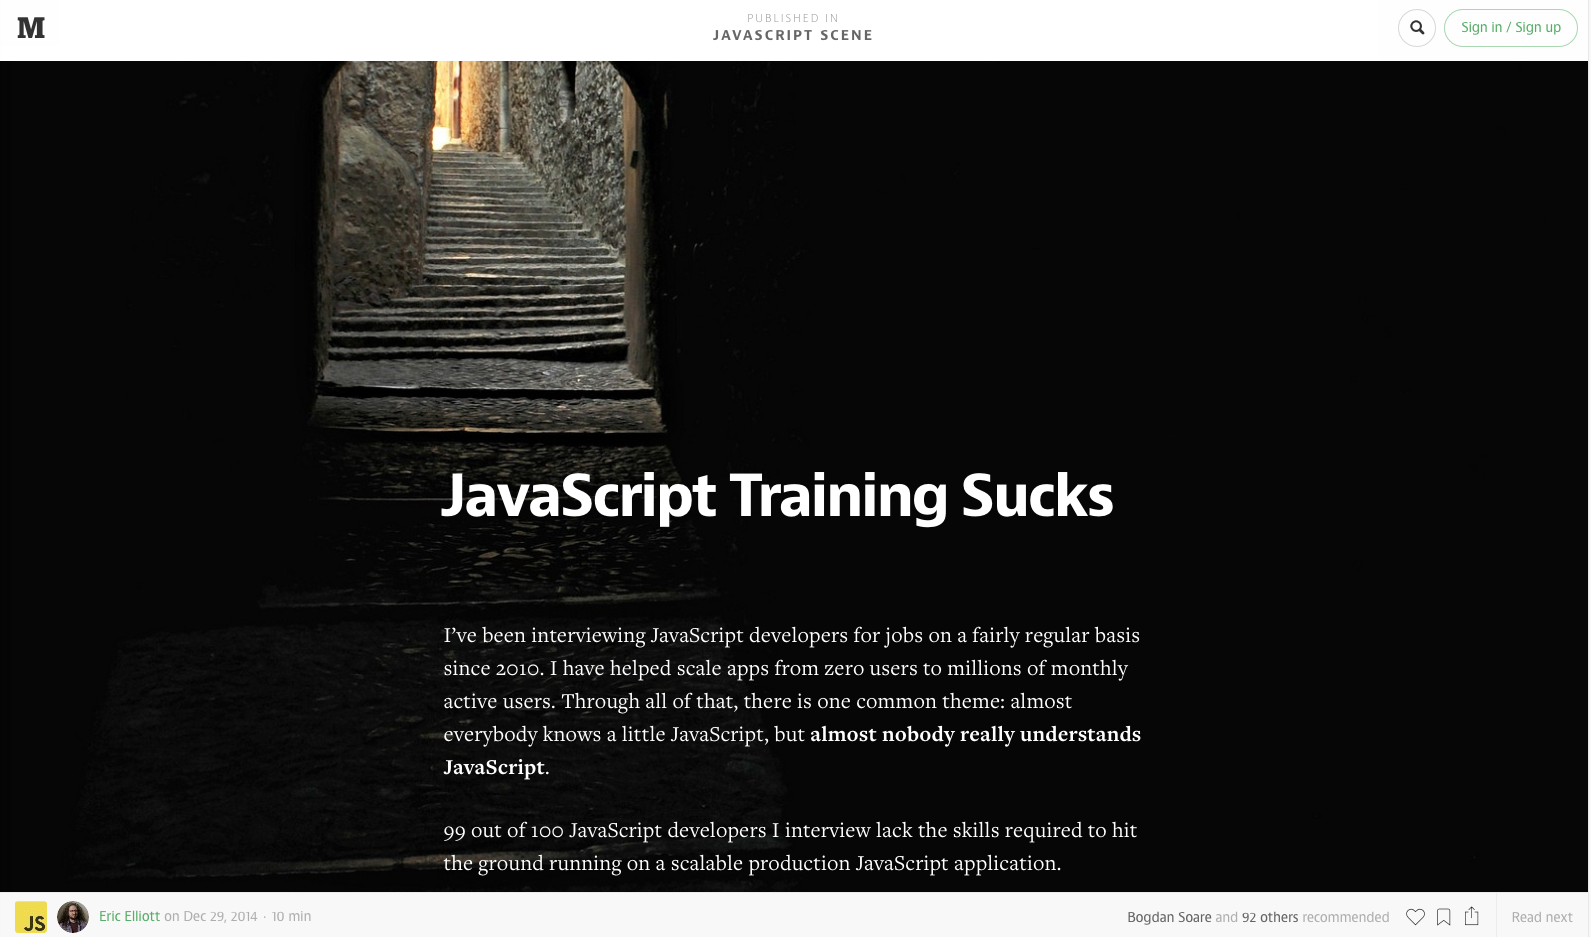 M
PUBLISHED IN
JAVASCRIPT SCENE
Sign in / Sign up
JavaScript Training Sucks
I’ve been interviewing JavaScript developers for jobs on a fairly regular basis
since 2010. I have helped scale apps from zero users to millions of monthly
active users. Through all of that, there is one common theme: almost
everybody knows a little JavaScript, but almost nobody really understands
JavaScript.
99 out of 100 JavaScript developers I interview lack the skills required to hit
the ground running on a scalable production JavaScript application.
JS
Eric Elliott on Dec 29, 2014 · 10 min
Bogdan Soare and 92 others recommended
Read next